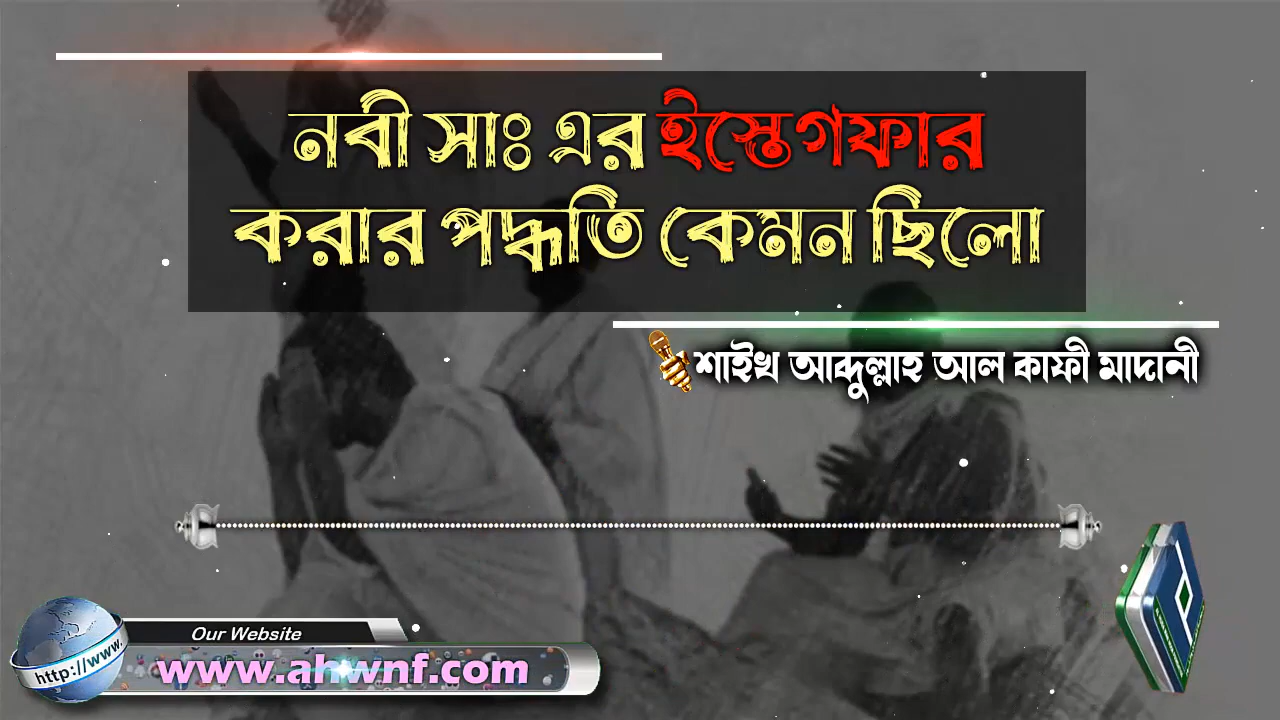 নবী সাঃ এর ইস্তেগফার
করার পদ্ধতি কেমন ছিলো
শাইখ আব্দুল্লাহ আল কাফী মাদানী
Our Website
http://www.
www.ahwnf.com